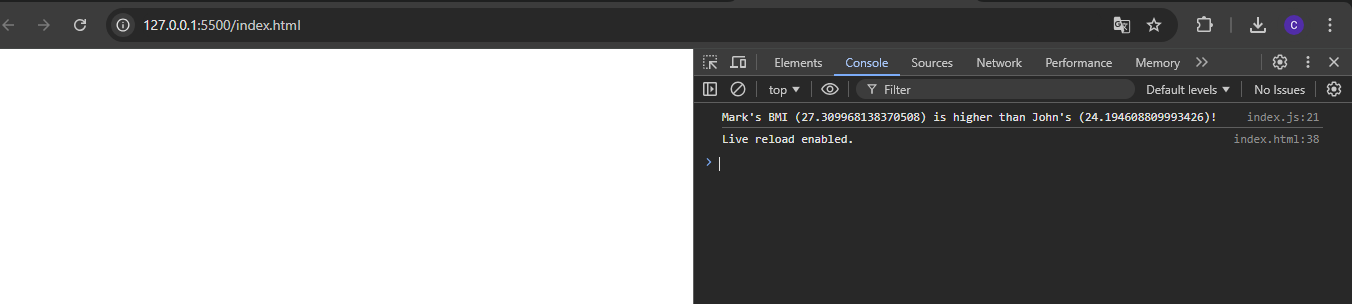 127.0.0.1:5500/index.html
C
Elements Console Sources Network Performance Memory
top Filter Default levels No Issues
Mark's BMI (27.309968138370508) is higher than John's (24.194608809993426)! index.js:21
Live reload enabled. index.html:38